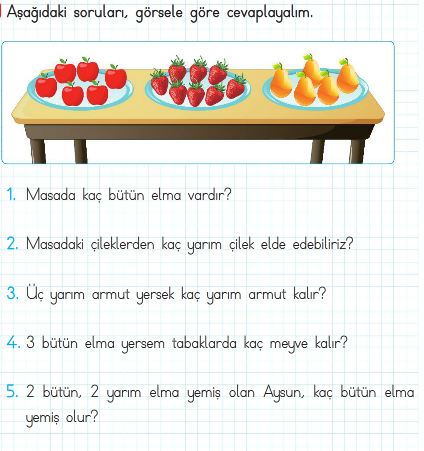 Aşağıdaki soruları, görsele göre cevaplayalım.
1. Masada kaç bütün elma vardır?
2. Masadaki çileklerden kaç yarım çilek elde edebiliriz?
3. Üç yarım armut yersek kaç yarım armut kalır?
4. 3 bütün elma yersem tabaklarda kaç meyve kalır?
5. 2 bütün, 2 yarım elma yemiş olan Aysun, kaç bütün elma
yemiş olur?